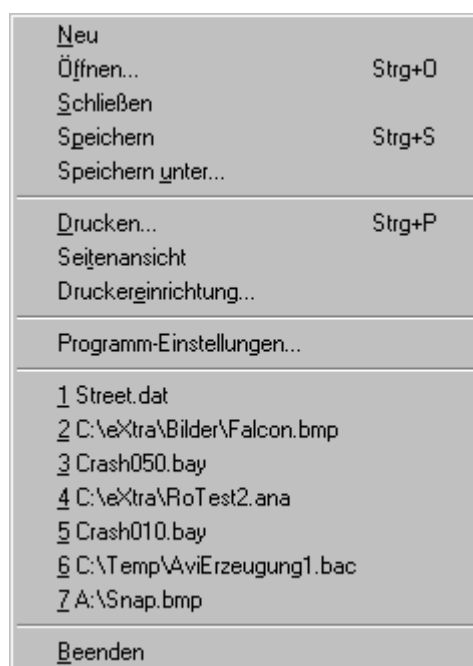 Neu
Öffnen... Strg+O
Schließen
Speichern Strg+S
Speichern unter...
Drucken... Strg+P
Seitenansicht
Druckereinrichtung...
Programm-Einstellungen...
1 Street.dat
2 C:\eXtra\Bilder\Falcon.bmp
3 Crash050.bay
4 C:\eXtra\RoTest2.ana
5 Crash010.bay
6 C:\Temp\AviErzeugung1.bac
7 A:\Snap.bmp
Beenden